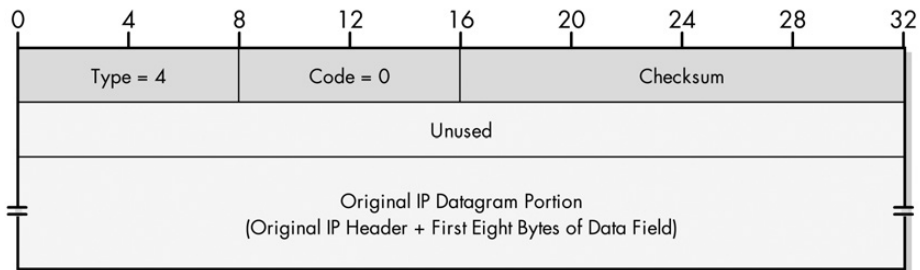 0 4 8 12 16 20 24 28 32
Type = 4 Code = 0 Checksum
Unused
Original IP Datagram Portion
(Original IP Header + First Eight Bytes of Data Field)